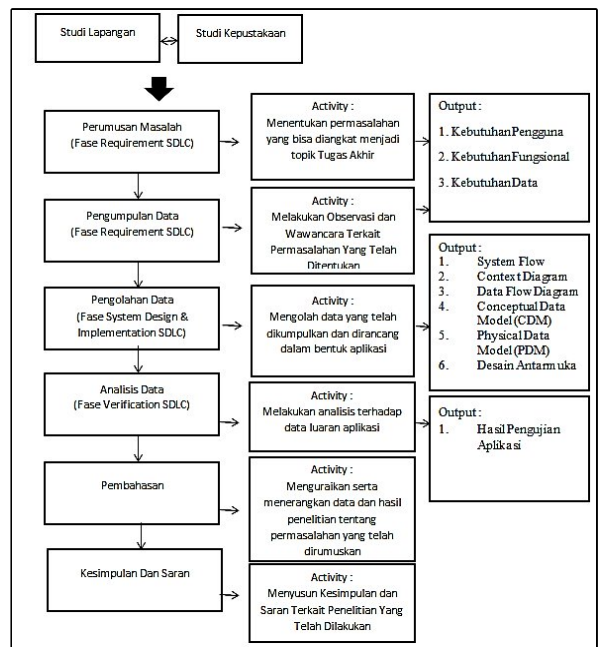 Studi Lapangan
Studi Kepustakaan
Perumusan Masalah
(Fase Requirement SDLC)
Activity :
Menentukan permasalahan
yang bisa diangkat menjadi
topik Tugas Akhir
Output :
1. Kebutuhan Pengguna
2. Kebutuhan Fungsional
3. Kebutuhan Data
Pengumpulan Data
(Fase Requirement SDLC)
Activity :
Melakukan Observasi dan
Wawancara Terkait
Permasalahan Yang Telah
Ditentukan
Pengolahan Data
(Fase System Design &
Implementation SDLC)
Activity :
Mengolah data yang telah
dikumpulkan dan dirancang
dalam bentuk aplikasi
Output :
1. System Flow
2. Context Diagram
3. Data Flow Diagram
4. Conceptual Data
Model (CDM)
5. Physical Data
Model (PDM)
6. Desain Antarmuka
Analisis Data
(Fase Verification SDLC)
Activity :
Melakukan analisis terhadap
data luaran aplikasi
Output :
1. Hasil Pengujian
Aplikasi
Pembahasan
Activity :
Menguraikan serta
menerangkan data dan hasil
penelitian tentang
permasalahan yang telah
dirumuskan
Kesimpulan Dan Saran
Activity :
Menyusun Kesimpulan dan
Saran Terkait Penelitian Yang
Telah Dilakukan